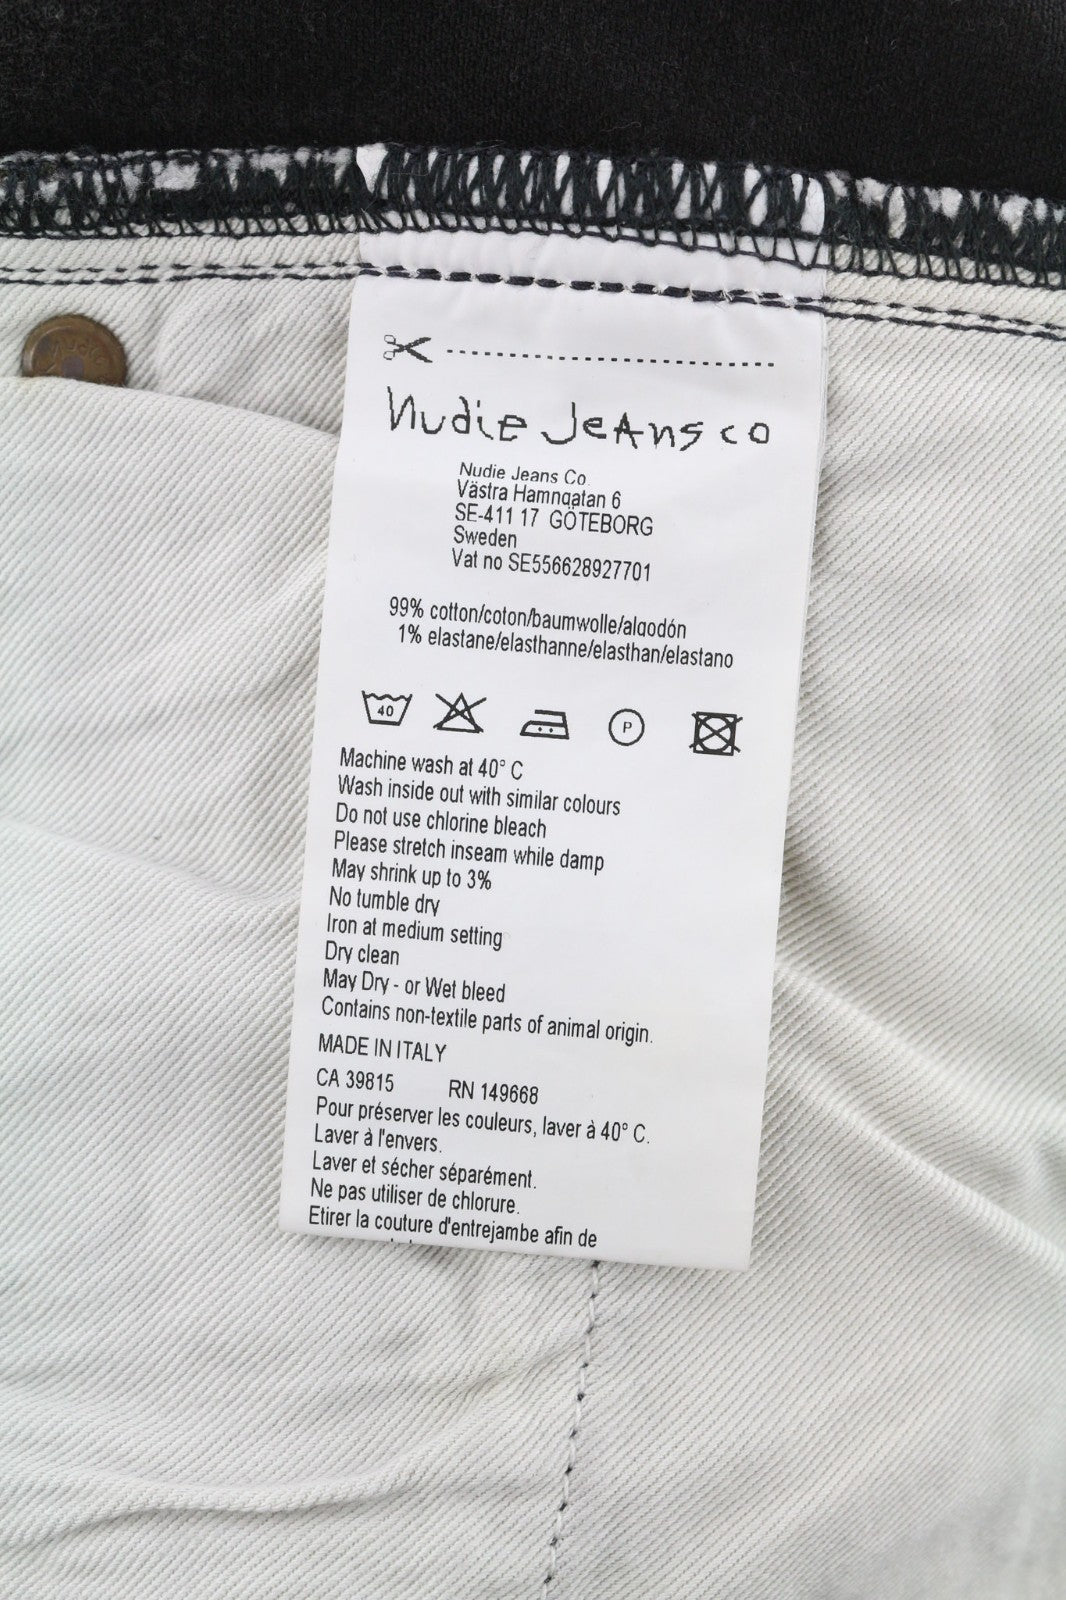 Nudie Jeans co
Nudie Jeans Co.
Västra Hamngatan 6
SE-411 17 GÖTEBORG
Sweden
Vat no SE556628927701
99% cotton/coton/baumwolle/algodón
1% elastane/elasthanne/elasthan/elastano
40
P
Machine wash at 40° C
Wash inside out with similar colours
Do not use chlorine bleach
Please stretch inseam while damp
May shrink up to 3%
No tumble dry
Iron at medium setting
Dry clean
May Dry - or Wet bleed
Contains non-textile parts of animal origin.
MADE IN ITALY
CA 39815 RN 149668
Pour préserver les couleurs, laver à 40° C.
Laver à l'envers.
Laver et sécher séparément.
Ne pas utiliser de chlorure.
Etirer la couture d'entrejambe afin de